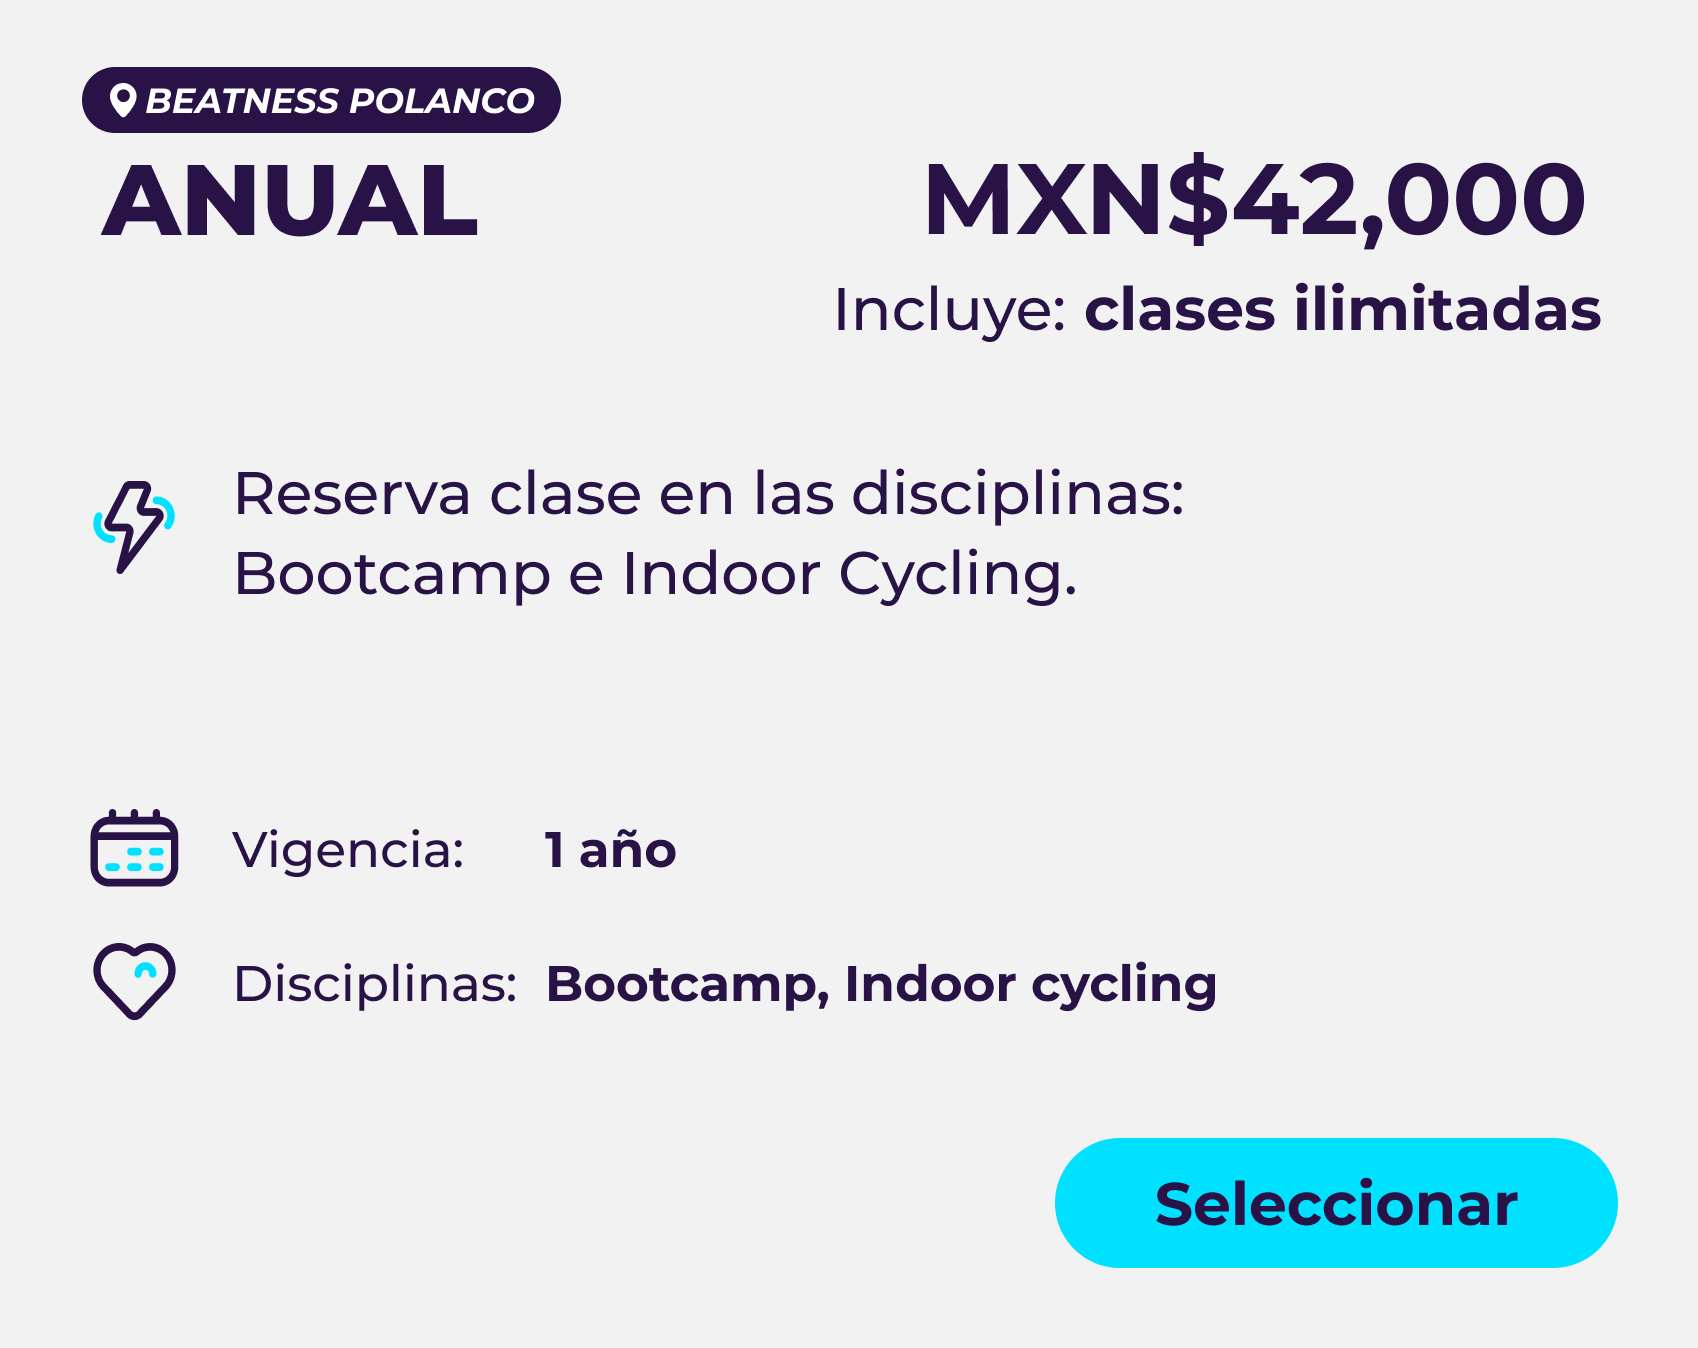 BEATNESS POLANCO
ANUAL
MXN$42,000
Incluye: clases ilimitadas
Reserva clase en las disciplinas:
Bootcamp e Indoor Cycling.
Vigencia: 1 año
Disciplinas: Bootcamp, Indoor cycling
Seleccionar